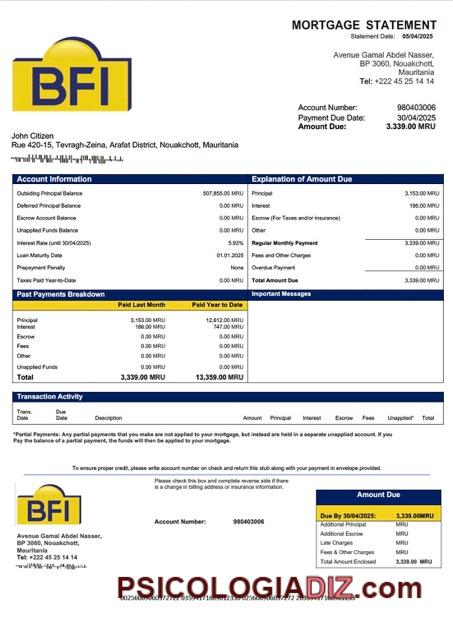 MORTGAGE STATEMENT
Statement Date: 05/04/2025
BFI
Avenue Gamal Abdel Nasser,
BP 3060, Nouakchott,
Mauritania
Tel: +222 45 25 14 14
Account Number: 980403006
Payment Due Date: 30/04/2025
Amount Due: 3.339.00 MRU
John Citizen
Rue 420-15, Tevragh-Zeina, Arafat District, Nouakchott, Mauritania
Account Information
Outsiding Principal Balance 507,855.00 MRU
Deferred Principal Balance 0.00 MRU
Escrow Account Balance 0.00 MRU
Unapplied Funds Balance 0.00 MRU
Interest Rate (until 30/04/2025) 5.93%
Loan Maturity Date 01.01.2025
Prepayment Penalty None
Taxes Paid Year-to-Date 0.00 MRU
Explanation of Amount Due
Principal 3,153.00 MRU
Interest 186.00 MRU
Escrow (For Taxes and/or insurance) 0.00 MRU
Other 0.00 MRU
Regular Monthly Payment 3,339.00 MRU
Fees and Other Charges 0.00 MRU
Overdue Payment 0.00 MRU
Total Amount Due 3,339.00 MRU
Past Payments Breakdown
Paid Last Month Paid Year to Date
Principal 3,153.00 MRU 12,612.00 MRU
Interest 186.00 MRU 747.00 MRU
Escrow 0.00 MRU 0.00 MRU
Fees 0.00 MRU 0.00 MRU
Other 0.00 MRU 0.00 MRU
Unapplied Funds 0.00 MRU 0.00 MRU
Total 3,339.00 MRU 13,359.00 MRU
Important Messages
Transaction Activity
Trans. Date Due Date Description Amount Principal Interest Escrow Fees Unapplied* Total
*Partial Payments: Any partial payments that you make are not applied to your mortgage, but instead are held in a separate unapplied account. If you
Pay the balance of a partial payment, the funds will then be applied to your mortgage.
To ensure proper credit, please write account number on check and return this stub along with your payment in envelope provided.
BFI
Avenue Gamal Abdel Nasser,
BP 3060, Nouakchott,
Mauritania
Tel: +222 45 25 14 14
Please check this box and complete reverse side if there
is a change in billing address or insurance information.
Account Number: 980403006
Amount Due
Due By 30/04/2025: 3,339.00MRU
Additional Principal MRU
Additional Escrow MRU
Late Charges MRU
Fees & Other Charges MRU
Total Amount Enclosed 3,339.00 MRU
PSICOLOGIADIZ.com